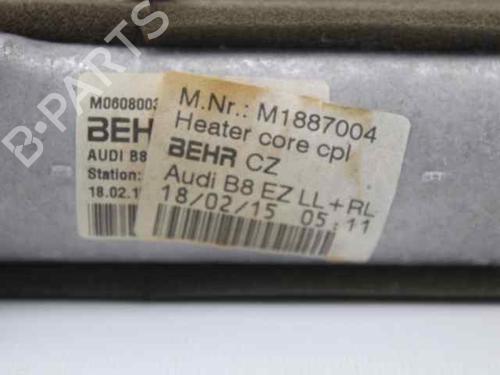 M.Nr.: M1887004
Heater core cpl
BEHR CZ
Audi B8 EZ LL+RL
18/02/15 05:11
BEHR
AUDI B8
Station:
B-PARTS